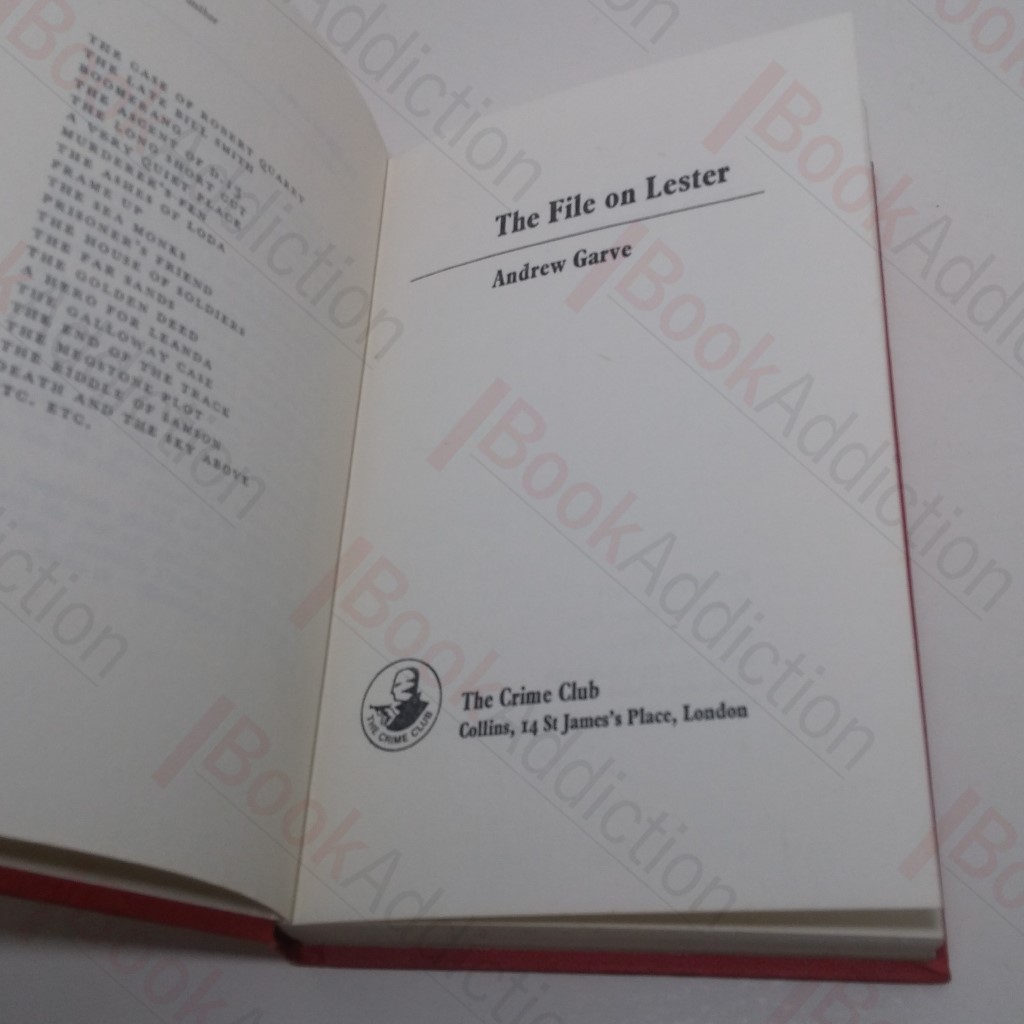 author
THE CASE OF ROBERT QUARRY
THE LATE BILL SMITH
BOOMERANG
THE ASCENT OF D.13
THE LONG SHORT CUT
A VERY QUIET PLACE
MURDERER'S FEN
THE ASHES OF LODA
FRAME UP
THE SEA MONKS
PRISONER'S FRIEND
THE HOUSE OF SOLDIERS
THE FAR SANDS
THE GOLDEN DEED
A HERO FOR LEANDA
THE GALLOWAY CASE
THE END OF THE TRACK
THE MEGSTONE PLOT
THE RIDDLE OF SAMSON
DEATH AND THE SKY ABOVE
TC. ETC.
The File on Lester
Andrew Garve
THE CRIME CLUB
The Crime Club
Collins, 14 St James's Place, London
BookAddiction